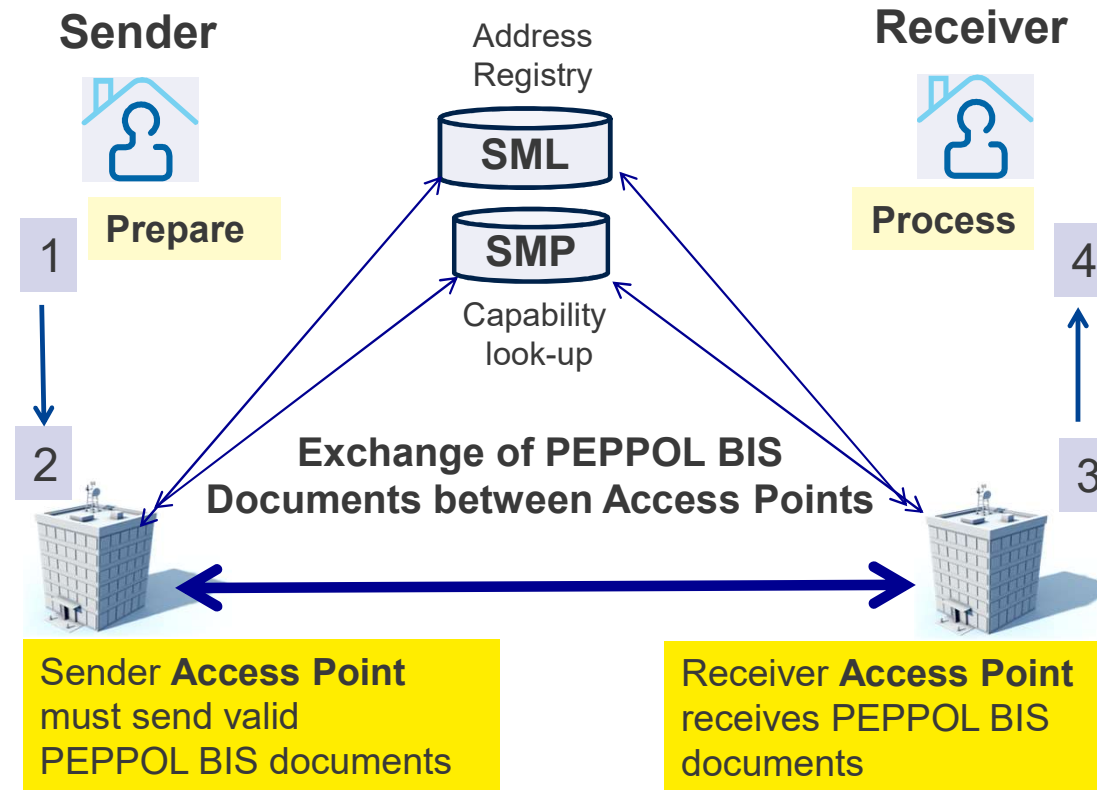 Sender
Address
Registry
Receiver
SML
Prepare
Process
1
SMP
4
Capability
look-up
2
Exchange of PEPPOL BIS
Documents between Access Points
3
Sender Access Point
must send valid
PEPPOL BIS documents
Receiver Access Point
receives PEPPOL BIS
documents